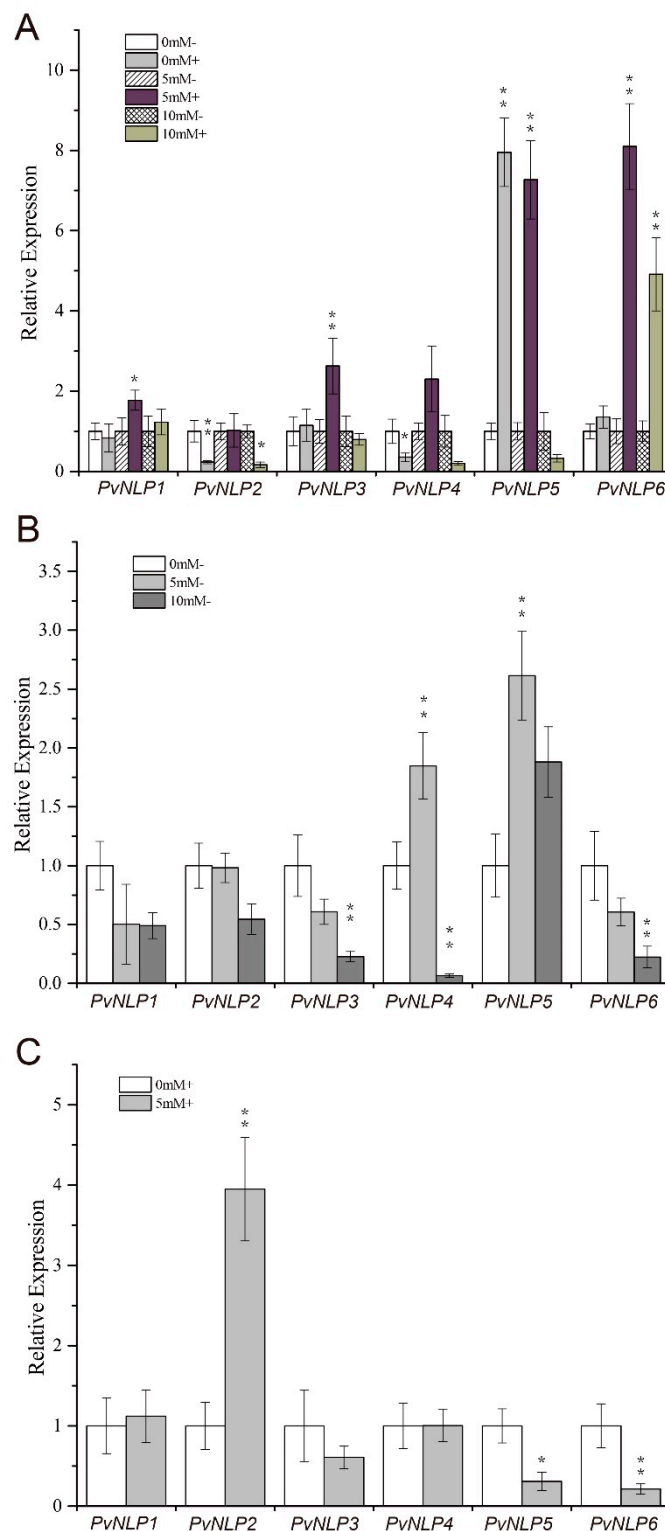 A
0mM-
0mM+
5mM-
5mM+
10mM-
10mM+
Relative Expression
10
8
6
4
2
0
* *
* *
* *
* *
* *
*
* *
*
*
PvNLP1 PvNLP2 PvNLP3 PvNLP4 PvNLP5 PvNLP6
B
0mM-
5mM-
10mM-
Relative Expression
3.5
3.0
2.5
2.0
1.5
1.0
0.5
0.0
* *
* *
* *
* *
* *
PvNLP1 PvNLP2 PvNLP3 PvNLP4 PvNLP5 PvNLP6
C
0mM+
5mM+
Relative Expression
5
4
3
2
1
0
* *
*
* *
PvNLP1 PvNLP2 PvNLP3 PvNLP4 PvNLP5 PvNLP6